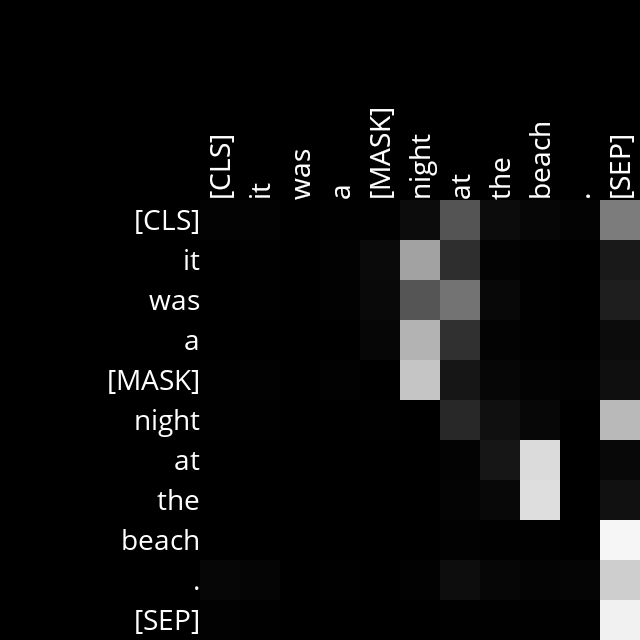 [CLS] it was a [MASK] night at the beach . [SEP]
[CLS]
it
was
a
[MASK]
night
at
the
beach
.
[SEP]